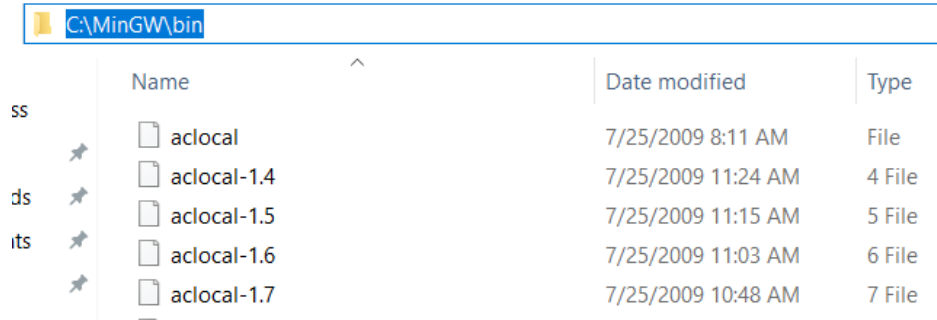 C:\MinGW\bin
Name Date modified Type
ss
aclocal 7/25/2009 8:11 AM File
aclocal-1.4 7/25/2009 11:24 AM 4 File
ds
aclocal-1.5 7/25/2009 11:15 AM 5 File
nts
aclocal-1.6 7/25/2009 11:03 AM 6 File
aclocal-1.7 7/25/2009 10:48 AM 7 File